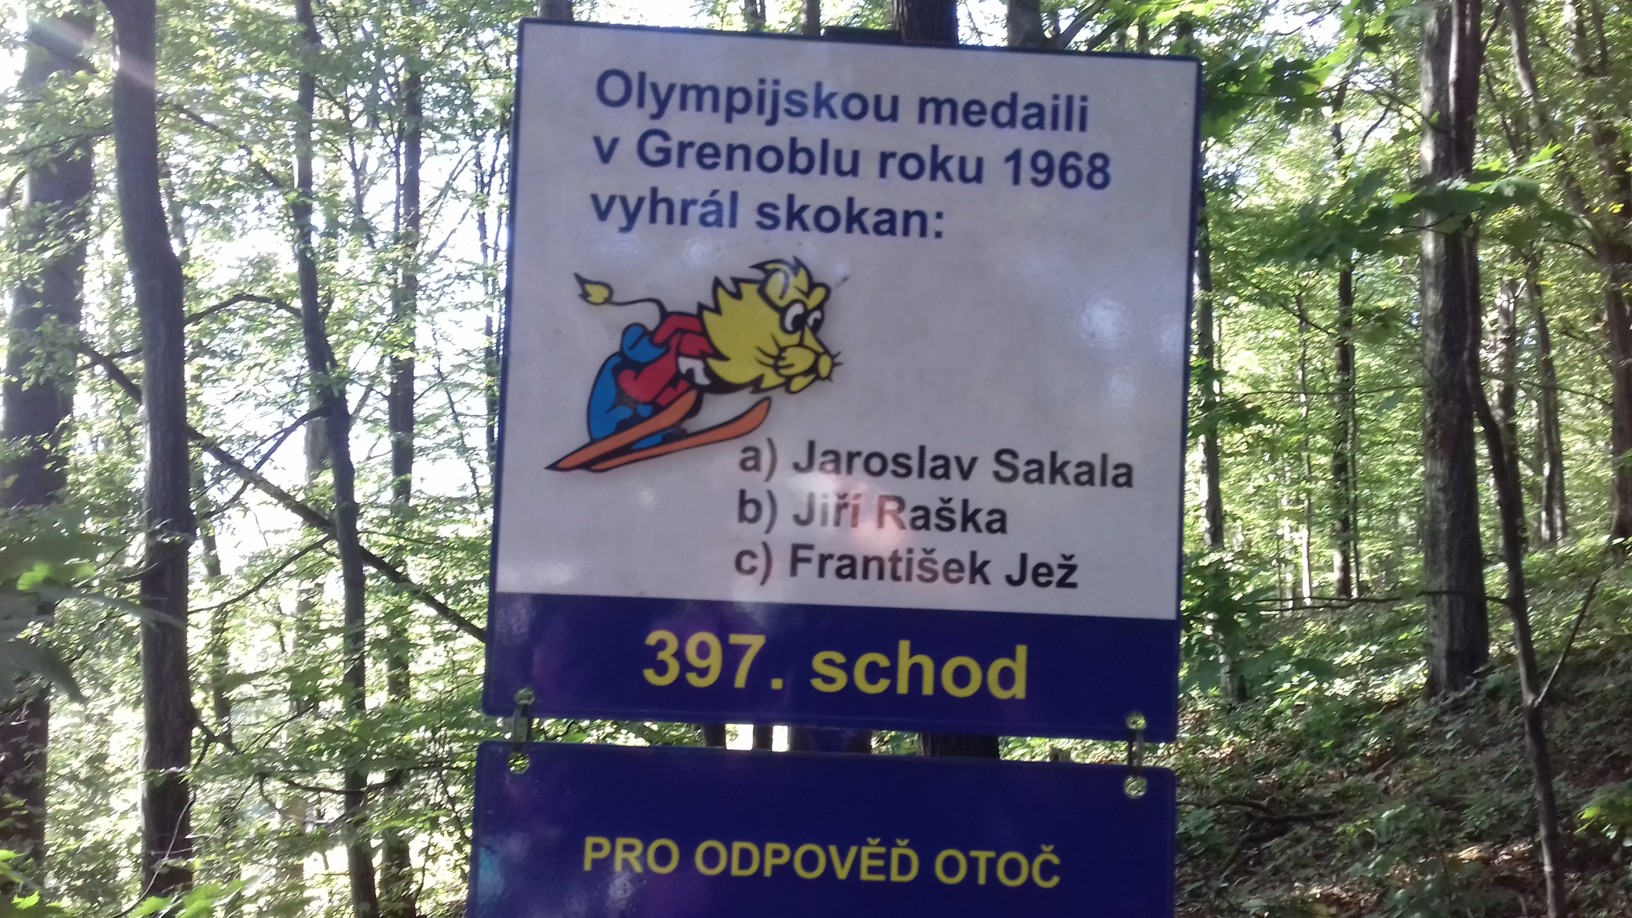 Olympijskou medaili
v Grenoblu roku 1968
vyhrál skokan:
a) Jaroslav Sakala
b) Jiří Raška
c) František Jež
397. schod
PRO ODPOVĚĎ OTOČ